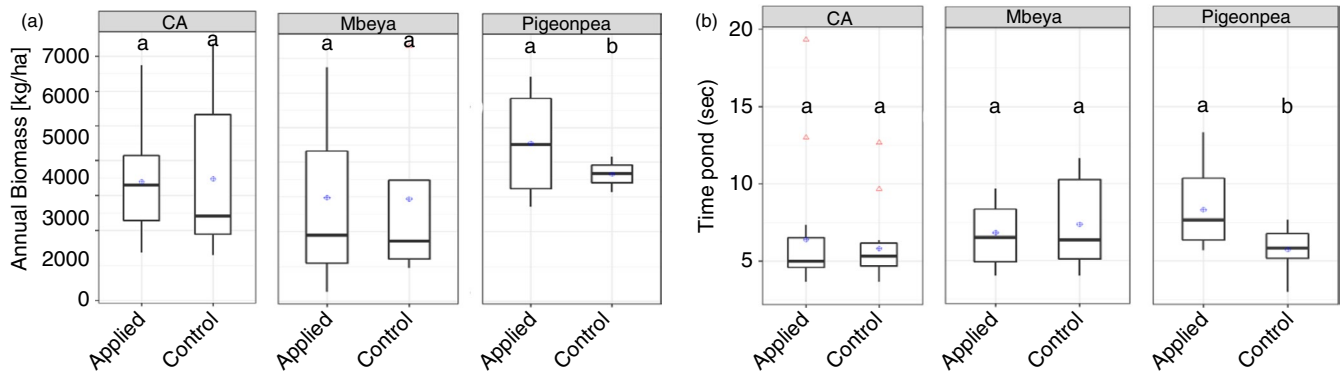 (a)
CA
Mbeya
Pigeonpea
Annual Biomass [kg/ha]
7000
6000
5000
4000
3000
2000
0
a
a
a
a
a
b
Applied
Control
Applied
Control
Applied
Control
(b)
CA
Mbeya
Pigeonpea
Time pond (sec)
20
15
10
5
a
a
a
a
a
b
Applied
Control
Applied
Control
Applied
Control